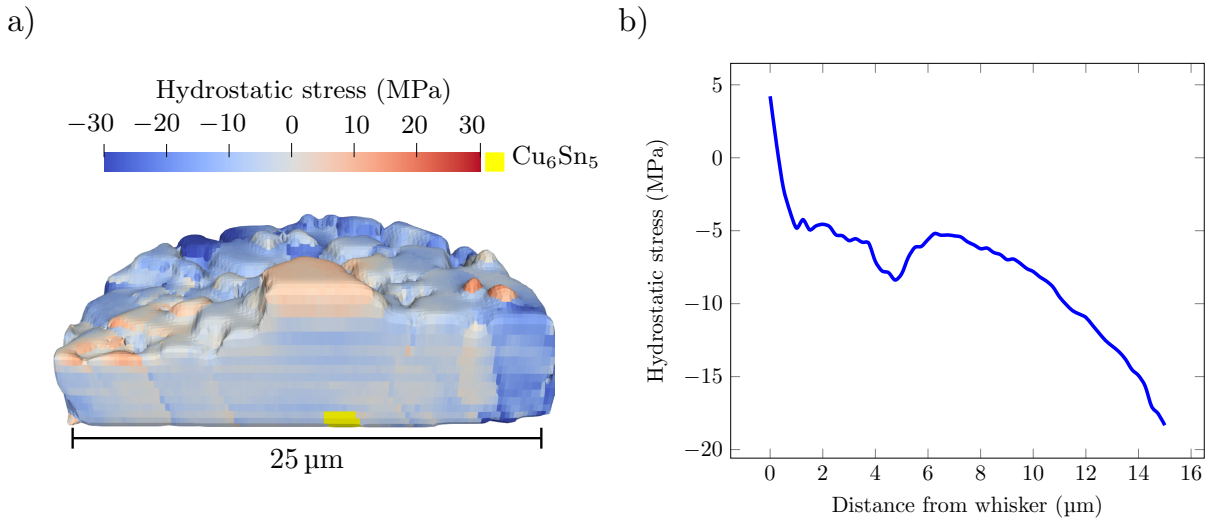 a)
Hydrostatic stress (MPa)
−30 −20 −10 0 10 20 30
Cu₆Sn₅
25 µm
b)
Hydrostatic stress (MPa)
5
0
−5
−10
−15
−20
0 2 4 6 8 10 12 14 16
Distance from whisker (µm)